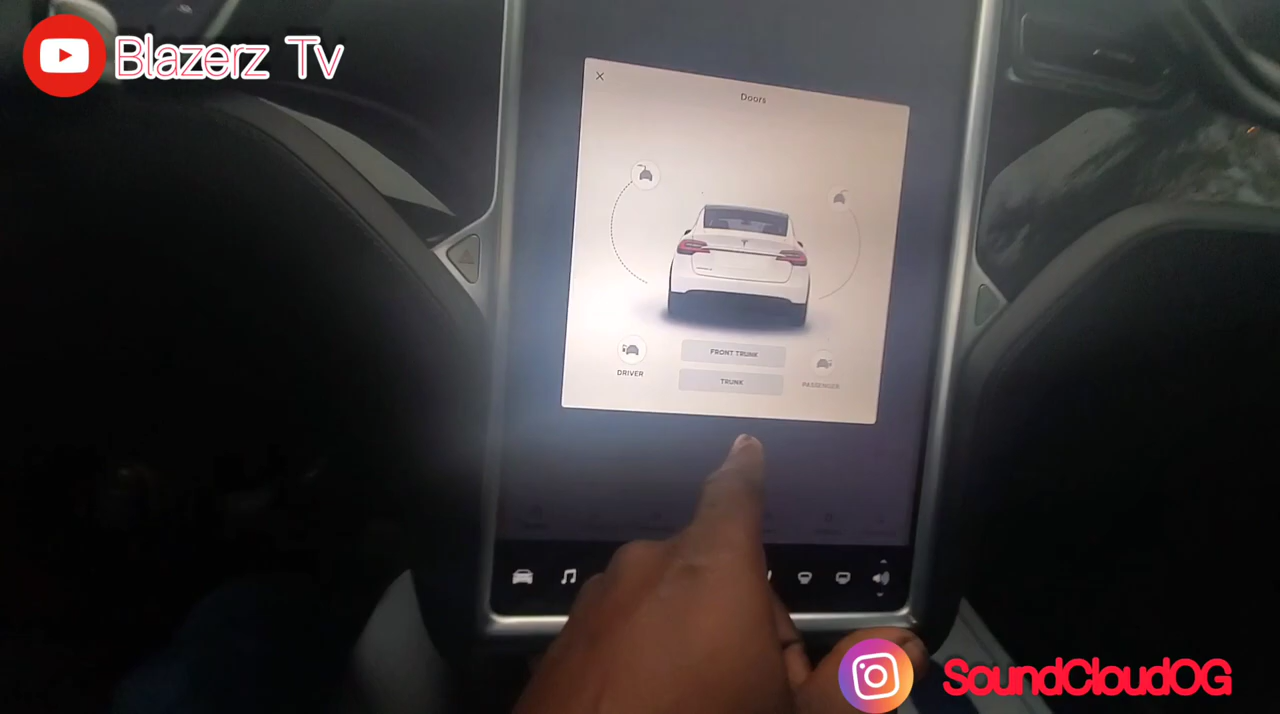 Blazerz Tv
Doors
FRONT TRUNK
DRIVER
TRUNK
PASSENGER
SoundCloudOG